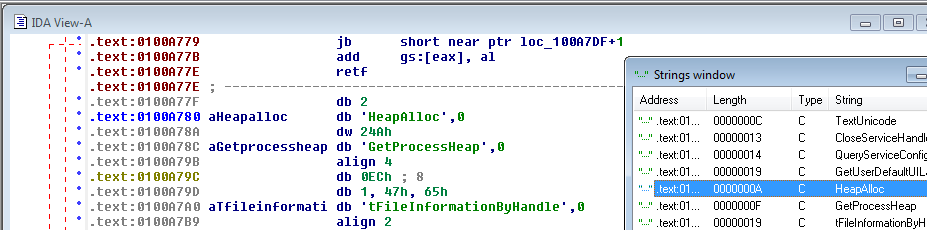 IDA View-A
.text:0100A779 jb short near ptr loc_100A7DF+1
.text:0100A77B add gs:[eax], al
.text:0100A77E retf
.text:0100A77E ; ------------------------------------------------------------
.text:0100A77F db 2
.text:0100A780 aHeapalloc db 'HeapAlloc',0
.text:0100A78A dw 24Ah
.text:0100A78C aGetprocessheap db 'GetProcessHeap',0
.text:0100A79B align 4
.text:0100A79C db 0ECh ; 8
.text:0100A79D db 1, 47h, 65h
.text:0100A7A0 aTfileinformati db 'tFileInformationByHandle',0
.text:0100A7B9 align 2
Strings window
Address Length Type String
.text:01... 0000000C C TextUnicode
.text:01... 00000013 C CloseServiceHandle
.text:01... 00000014 C QueryServiceConfig
.text:01... 00000019 C GetUserDefaultUIL
.text:01... 0000000A C HeapAlloc
.text:01... 0000000F C GetProcessHeap
.text:01... 00000019 C tFileInformationByH